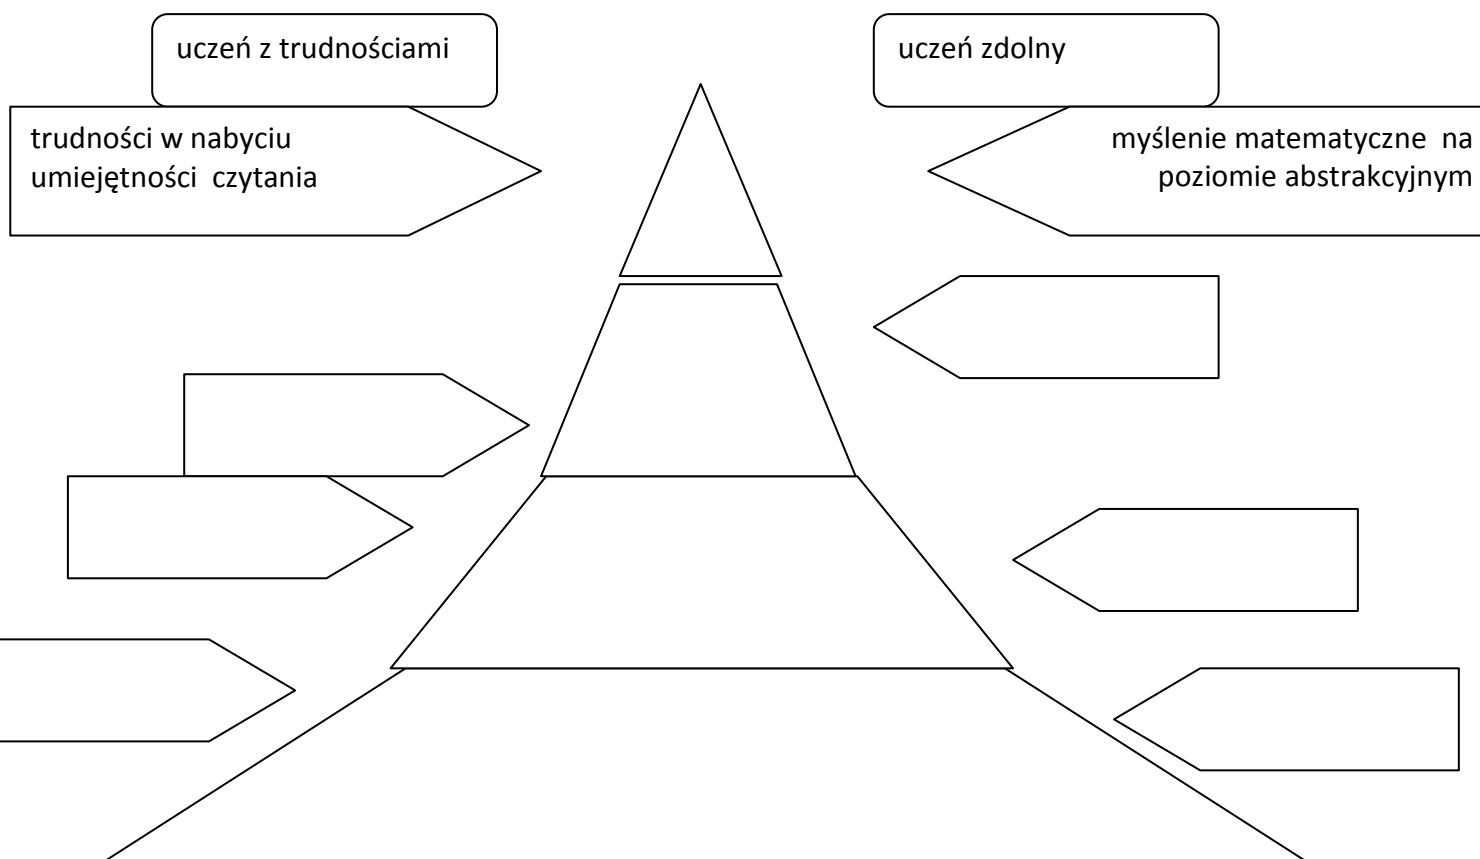 uczeń z trudnościami
uczeń zdolny
trudności w nabyciu
umiejętności czytania
myślenie matematyczne na
poziomie abstrakcyjnym